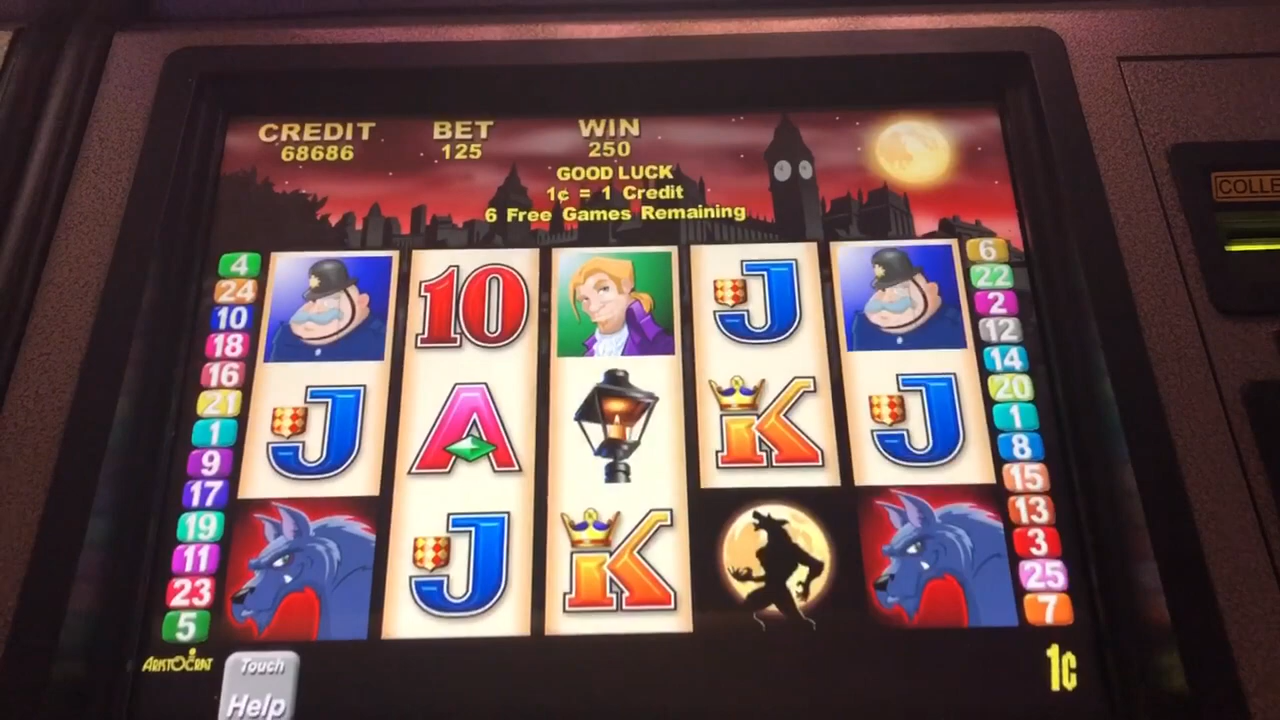 CREDIT BET WIN
68686 125 250
GOOD LUCK
1¢ = 1 Credit
6 Free Games Remaining
COLLE
4 6
24 22
10 2
18 12
16 14
21 20
1 1
9 8
17 15
19 13
11 3
23 25
5 7
10 J
J A K J
J K
ARISTOCRAT
1¢
Touch
Help